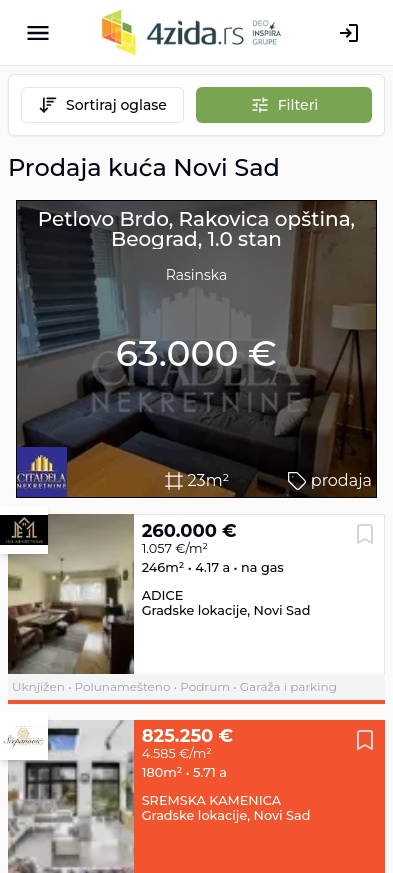 4zida.rs
DEO
INSPIRA
GRUPE
Sortiraj oglase
Filteri
Prodaja kuća Novi Sad
Petlovo Brdo, Rakovica opština,
Beograd, 1.0 stan
Rasinska
63.000 €
CITADELA
NEKRETNINE
CITADELA
NEKRETNINE
23m²
prodaja
260.000 €
1.057 €/m²
246m² • 4.17 a • na gas
ADICE
Gradske lokacije, Novi Sad
Uknjižen • Polunamešteno • Podrum • Garaža i parking
825.250 €
4.585 €/m²
180m² • 5.71 a
SREMSKA KAMENICA
Gradske lokacije, Novi Sad